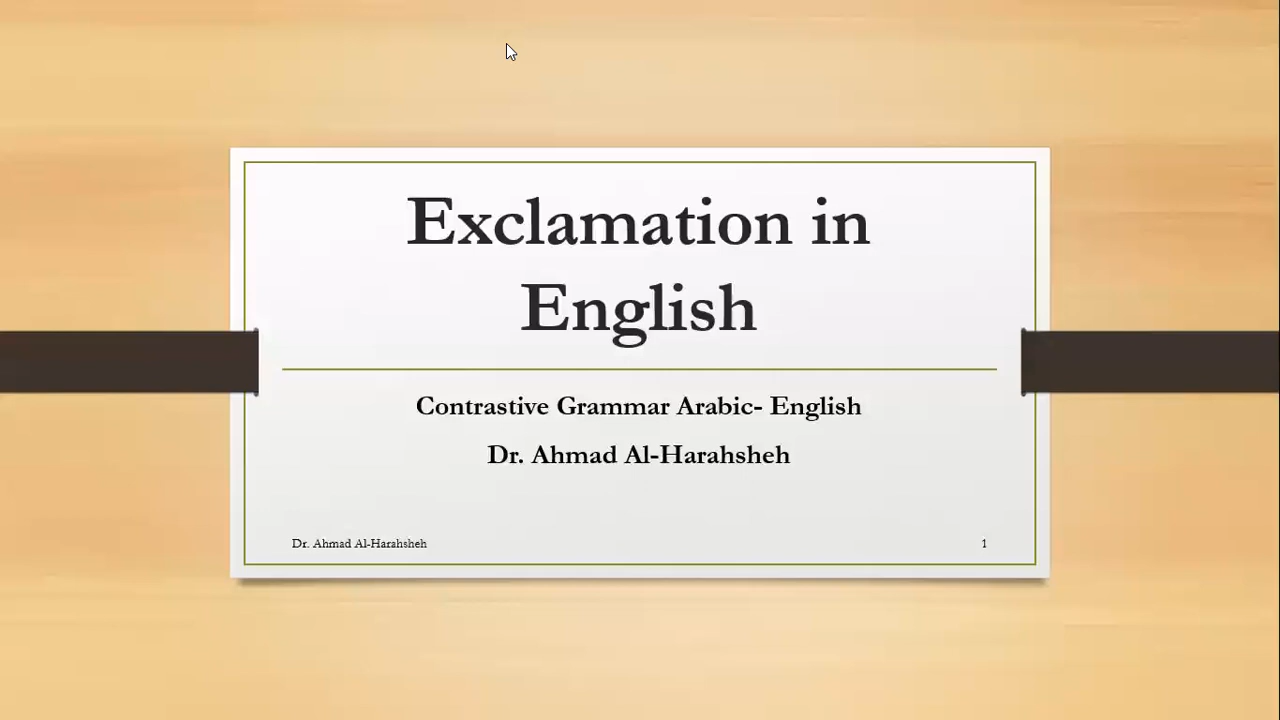 Exclamation in
English
Contrastive Grammar Arabic- English
Dr. Ahmad Al-Harahsheh
Dr. Ahmad Al-Harahsheh 1